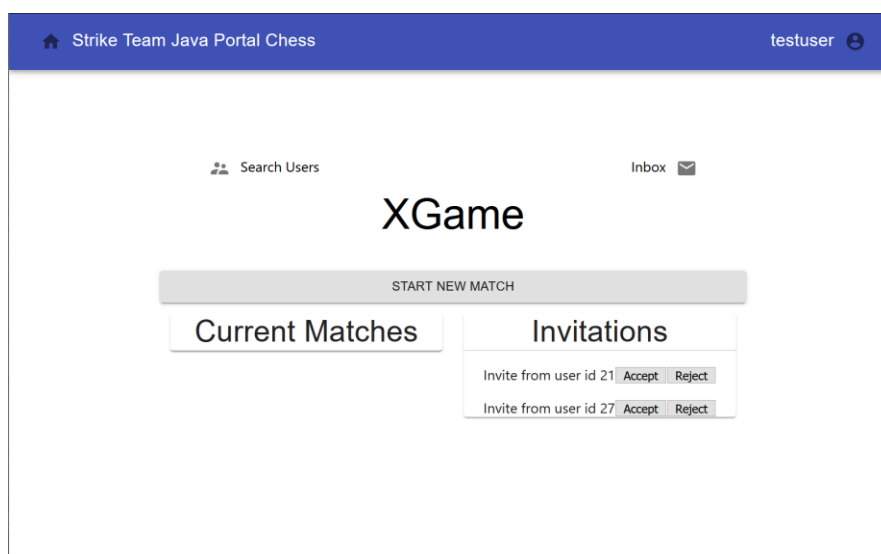 Strike Team Java Portal Chess testuser
Search Users Inbox
XGame
START NEW MATCH
Current Matches Invitations
Invite from user id 21 Accept Reject
Invite from user id 27 Accept Reject